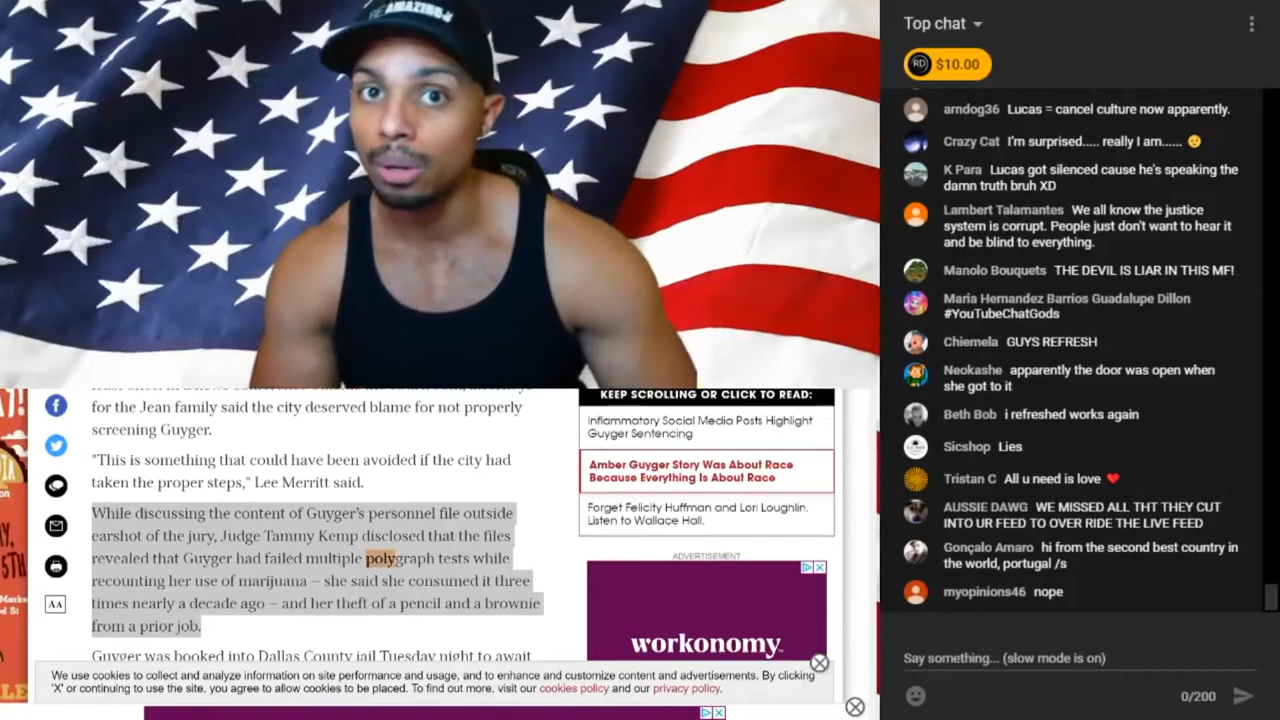 BE AMAZING
Top chat
RD $10.00
arndog36 Lucas = cancel culture now apparently.
Crazy Cat I'm surprised..... really I am......
K Para Lucas got silenced cause he's speaking the
damn truth bruh XD
Lambert Talamantes We all know the justice
system is corrupt. People just don't want to hear it
and be blind to everything.
Manolo Bouquets THE DEVIL IS LIAR IN THIS MF!
Maria Hernandez Barrios Guadalupe Dillon
#YouTubeChatGods
Chiemela GUYS REFRESH
Neokashe apparently the door was open when
she got to it
Beth Bob i refreshed works again
Sicshop Lies
Tristan C All u need is love
AUSSIE DAWG WE MISSED ALL THT THEY CUT
INTO UR FEED TO OVER RIDE THE LIVE FEED
Gonçalo Amaro hi from the second best country in
the world, portugal /s
myopinions46 nope
Say something... (slow mode is on)
0/200
for the Jean family said the city deserved blame for not properly
screening Guyger.
"This is something that could have been avoided if the city had
taken the proper steps," Lee Merritt said.
While discussing the content of Guyger's personnel file outside
earshot of the jury, Judge Tammy Kemp disclosed that the files
revealed that Guyger had failed multiple polygraph tests while
recounting her use of marijuana — she said she consumed it three
times nearly a decade ago — and her theft of a pencil and a brownie
from a prior job.
Guyger was booked into Dallas County jail Tuesday night to await
AA
KEEP SCROLLING OR CLICK TO READ:
Inflammatory Social Media Posts Highlight
Guyger Sentencing
Amber Guyger Story Was About Race
Because Everything Is About Race
Forget Felicity Huffman and Lori Loughlin.
Listen to Wallace Hall.
ADVERTISEMENT
workonomy
We use cookies to collect and analyze information on site performance and usage, and to enhance and customize content and advertisements. By clicking
'X' or continuing to use the site, you agree to allow cookies to be placed. To find out more, visit our cookies policy and our privacy policy.